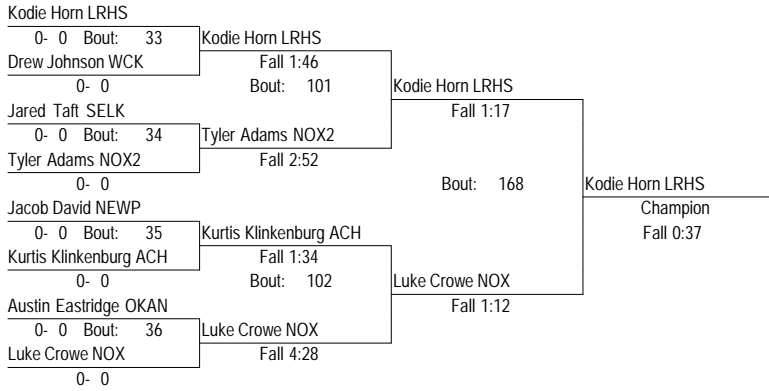 Kodie Horn LRHS
0- 0 Bout: 33 Kodie Horn LRHS
Drew Johnson WCK Fall 1:46
0- 0 Bout: 101 Kodie Horn LRHS
Jared Taft SELK Fall 1:17
0- 0 Bout: 34 Tyler Adams NOX2
Tyler Adams NOX2 Fall 2:52
0- 0 Bout: 168 Kodie Horn LRHS
Jacob David NEWP Champion
0- 0 Bout: 35 Kurtis Klinkenburg ACH Fall 0:37
Kurtis Klinkenburg ACH Fall 1:34
0- 0 Bout: 102 Luke Crowe NOX
Austin Eastridge OKAN Fall 1:12
0- 0 Bout: 36 Luke Crowe NOX
Luke Crowe NOX Fall 4:28
0- 0